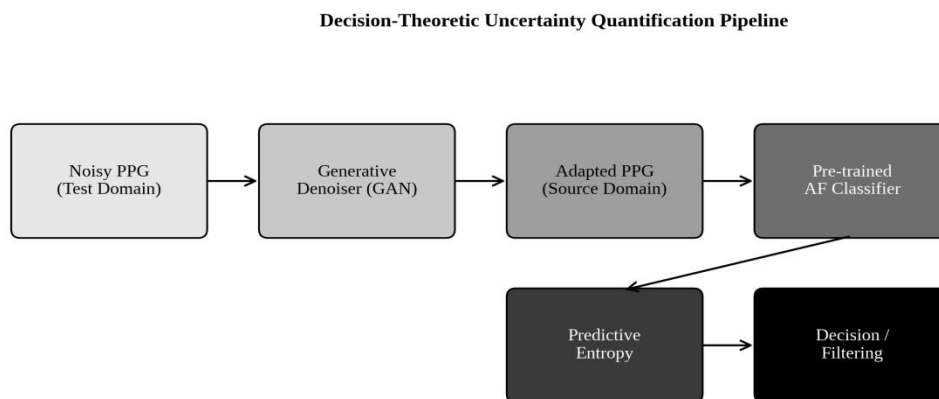 Decision-Theoretic Uncertainty Quantification Pipeline
Noisy PPG
(Test Domain)
Generative
Denoiser (GAN)
Adapted PPG
(Source Domain)
Pre-trained
AF Classifier
Predictive
Entropy
Decision /
Filtering